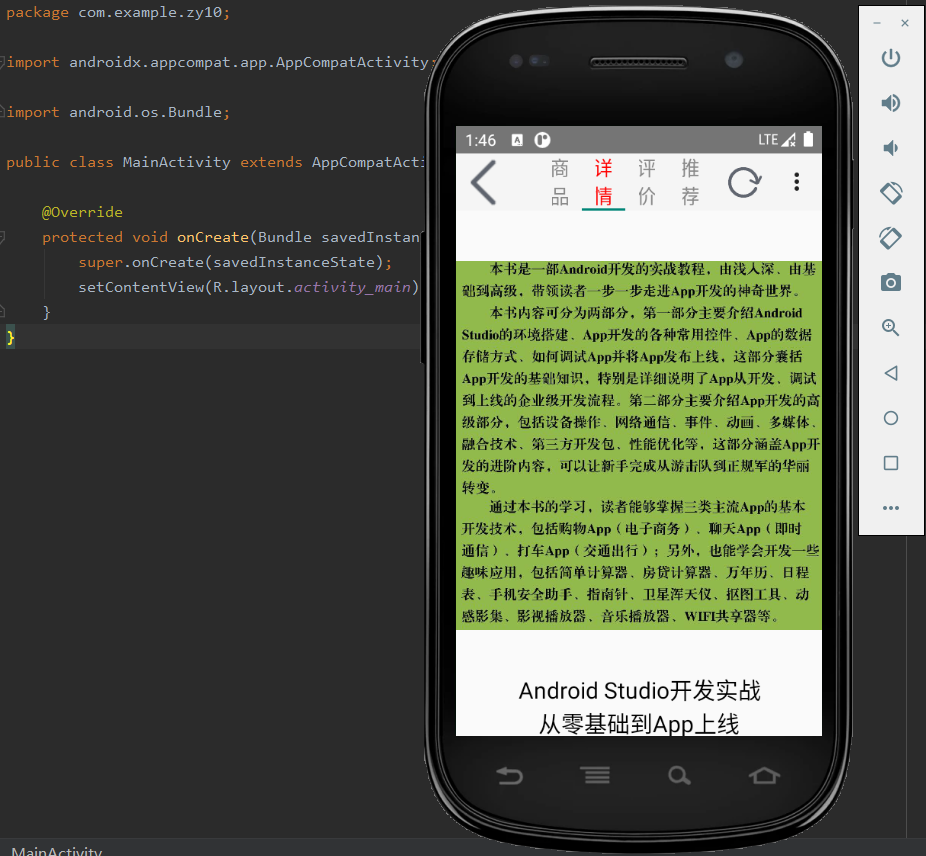 package com.example.zy10;
import androidx.appcompat.app.AppCompatActivity;
import android.os.Bundle;
public class MainActivity extends AppCompatActi
@Override
protected void onCreate(Bundle savedInstan
super.onCreate(savedInstanceState);
setContentView(R.layout.activity_main)
}
}
MainActivity
1:46
LTE
商品
详情
评价
推荐
本书是一部Android开发的实战教程，由浅入深、由基
础到高级，带领读者一步一步走进App开发的神奇世界。
本书内容可分为两部分，第一部分主要介绍Android
Studio的环境搭建、App开发的各种常用控件、App的数据
存储方式、如何调试App并将App发布上线，这部分囊括
App开发的基础知识，特别是详细说明了App从开发、调试
到上线的企业级开发流程。第二部分主要介绍App开发的高
级部分，包括设备操作、网络通信、事件、动画、多媒体、
融合技术、第三方开发包、性能优化等，这部分涵盖App开
发的进阶内容，可以让新手完成从游击队到正规军的华丽
转变。
通过本书的学习，读者能够掌握三类主流App的基本
开发技术，包括购物App（电子商务）、聊天App（即时
通信）、打车App（交通出行）；另外，也能学会开发一些
趣味应用，包括简单计算器、房贷计算器、万年历、日程
表、手机安全助手、指南针、卫星浑天仪、抠图工具、动
感影集、影视播放器、音乐播放器、WIFI共享器等。
Android Studio开发实战
从零基础到App上线